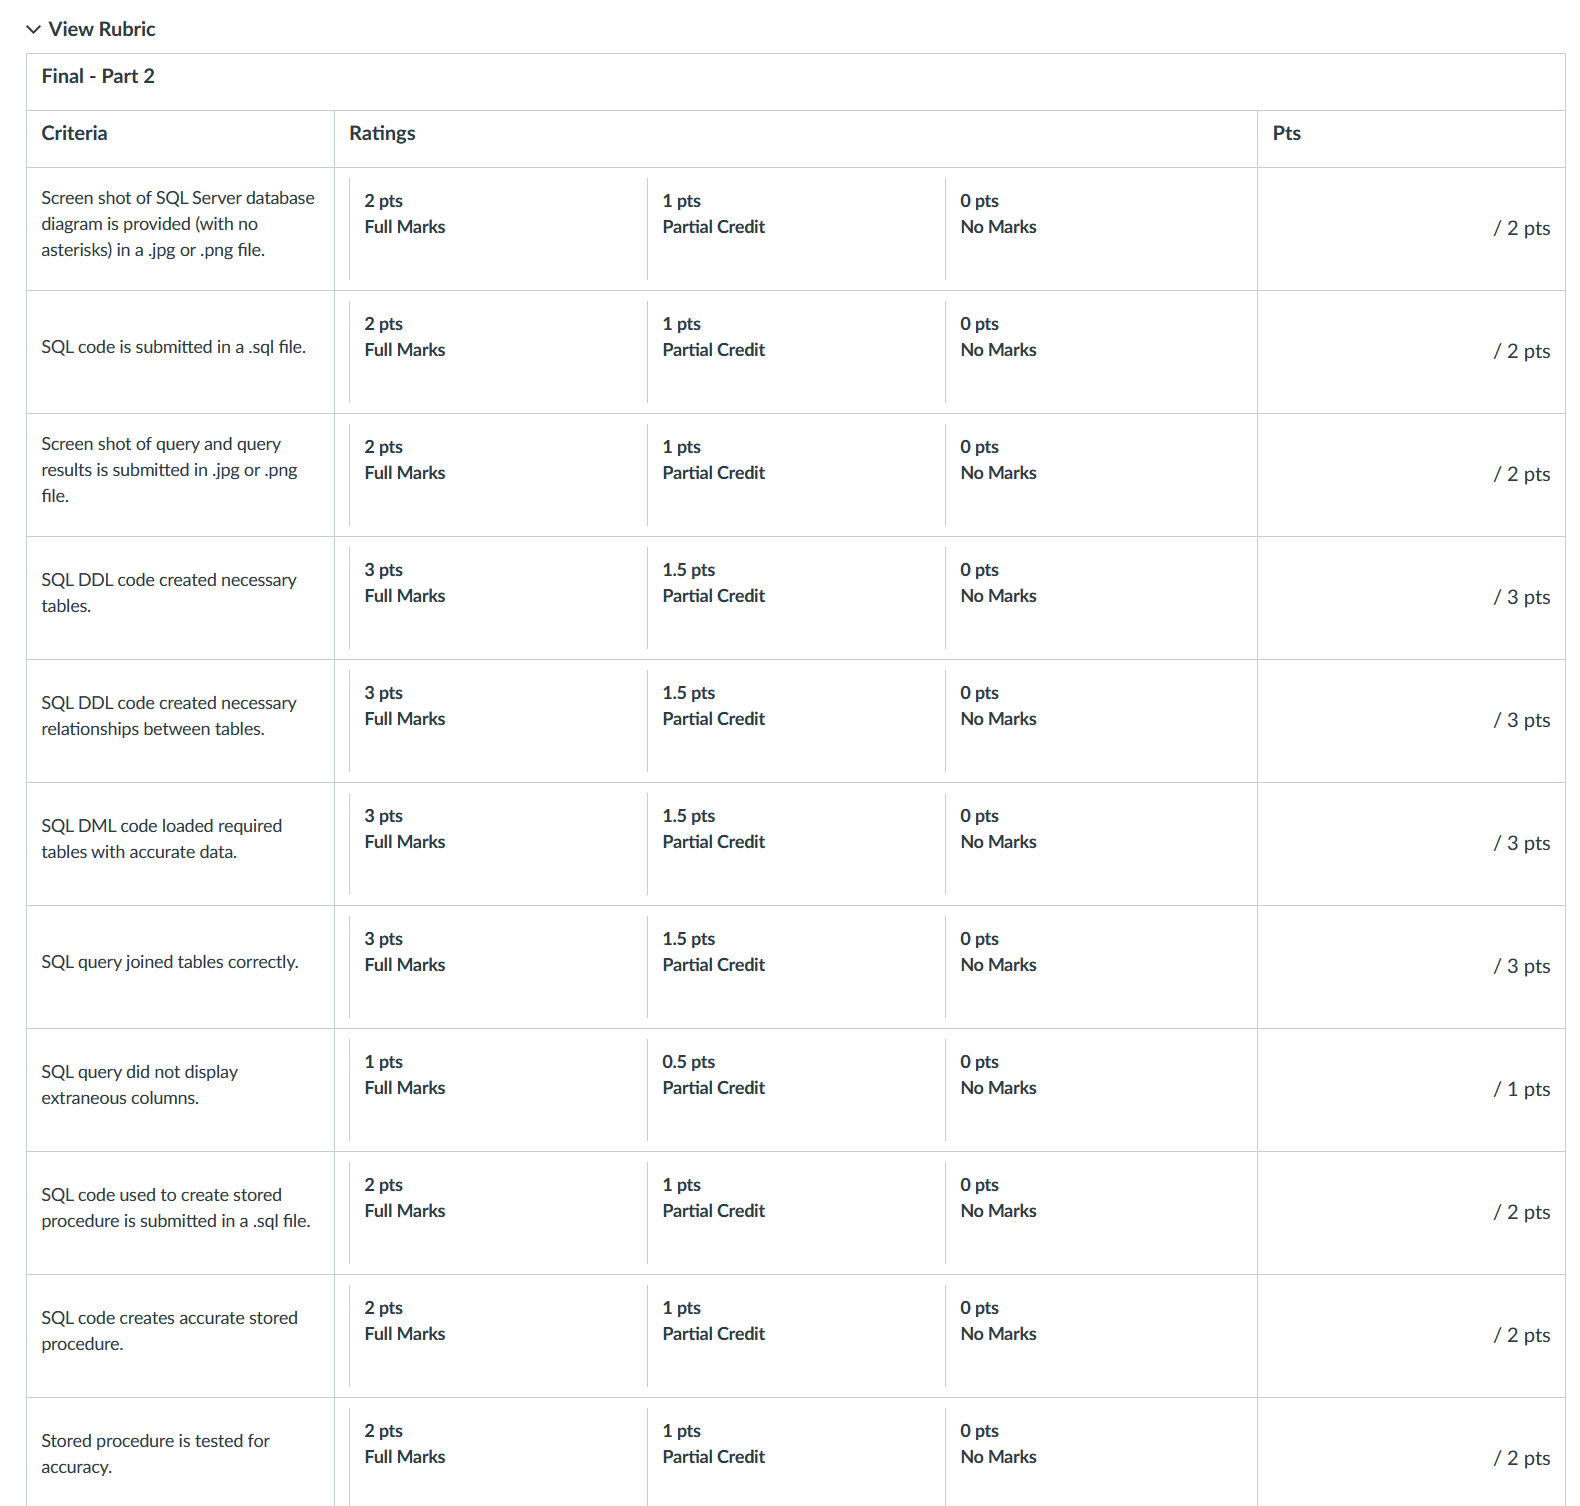 View Rubric
Final - Part 2
Criteria
Ratings
Pts
Screen shot of SQL Server database
diagram is provided (with no
asterisks) in a .jpg or .png file.
2 pts
Full Marks
1 pts
Partial Credit
0 pts
No Marks
/ 2 pts
SQL code is submitted in a .sql file.
2 pts
Full Marks
1 pts
Partial Credit
0 pts
No Marks
/ 2 pts
Screen shot of query and query
results is submitted in .jpg or .png
file.
2 pts
Full Marks
1 pts
Partial Credit
0 pts
No Marks
/ 2 pts
SQL DDL code created necessary
tables.
3 pts
Full Marks
1.5 pts
Partial Credit
0 pts
No Marks
/ 3 pts
SQL DDL code created necessary
relationships between tables.
3 pts
Full Marks
1.5 pts
Partial Credit
0 pts
No Marks
/ 3 pts
SQL DML code loaded required
tables with accurate data.
3 pts
Full Marks
1.5 pts
Partial Credit
0 pts
No Marks
/ 3 pts
SQL query joined tables correctly.
3 pts
Full Marks
1.5 pts
Partial Credit
0 pts
No Marks
/ 3 pts
SQL query did not display
extraneous columns.
1 pts
Full Marks
0.5 pts
Partial Credit
0 pts
No Marks
/ 1 pts
SQL code used to create stored
procedure is submitted in a .sql file.
2 pts
Full Marks
1 pts
Partial Credit
0 pts
No Marks
/ 2 pts
SQL code creates accurate stored
procedure.
2 pts
Full Marks
1 pts
Partial Credit
0 pts
No Marks
/ 2 pts
Stored procedure is tested for
accuracy.
2 pts
Full Marks
1 pts
Partial Credit
0 pts
No Marks
/ 2 pts